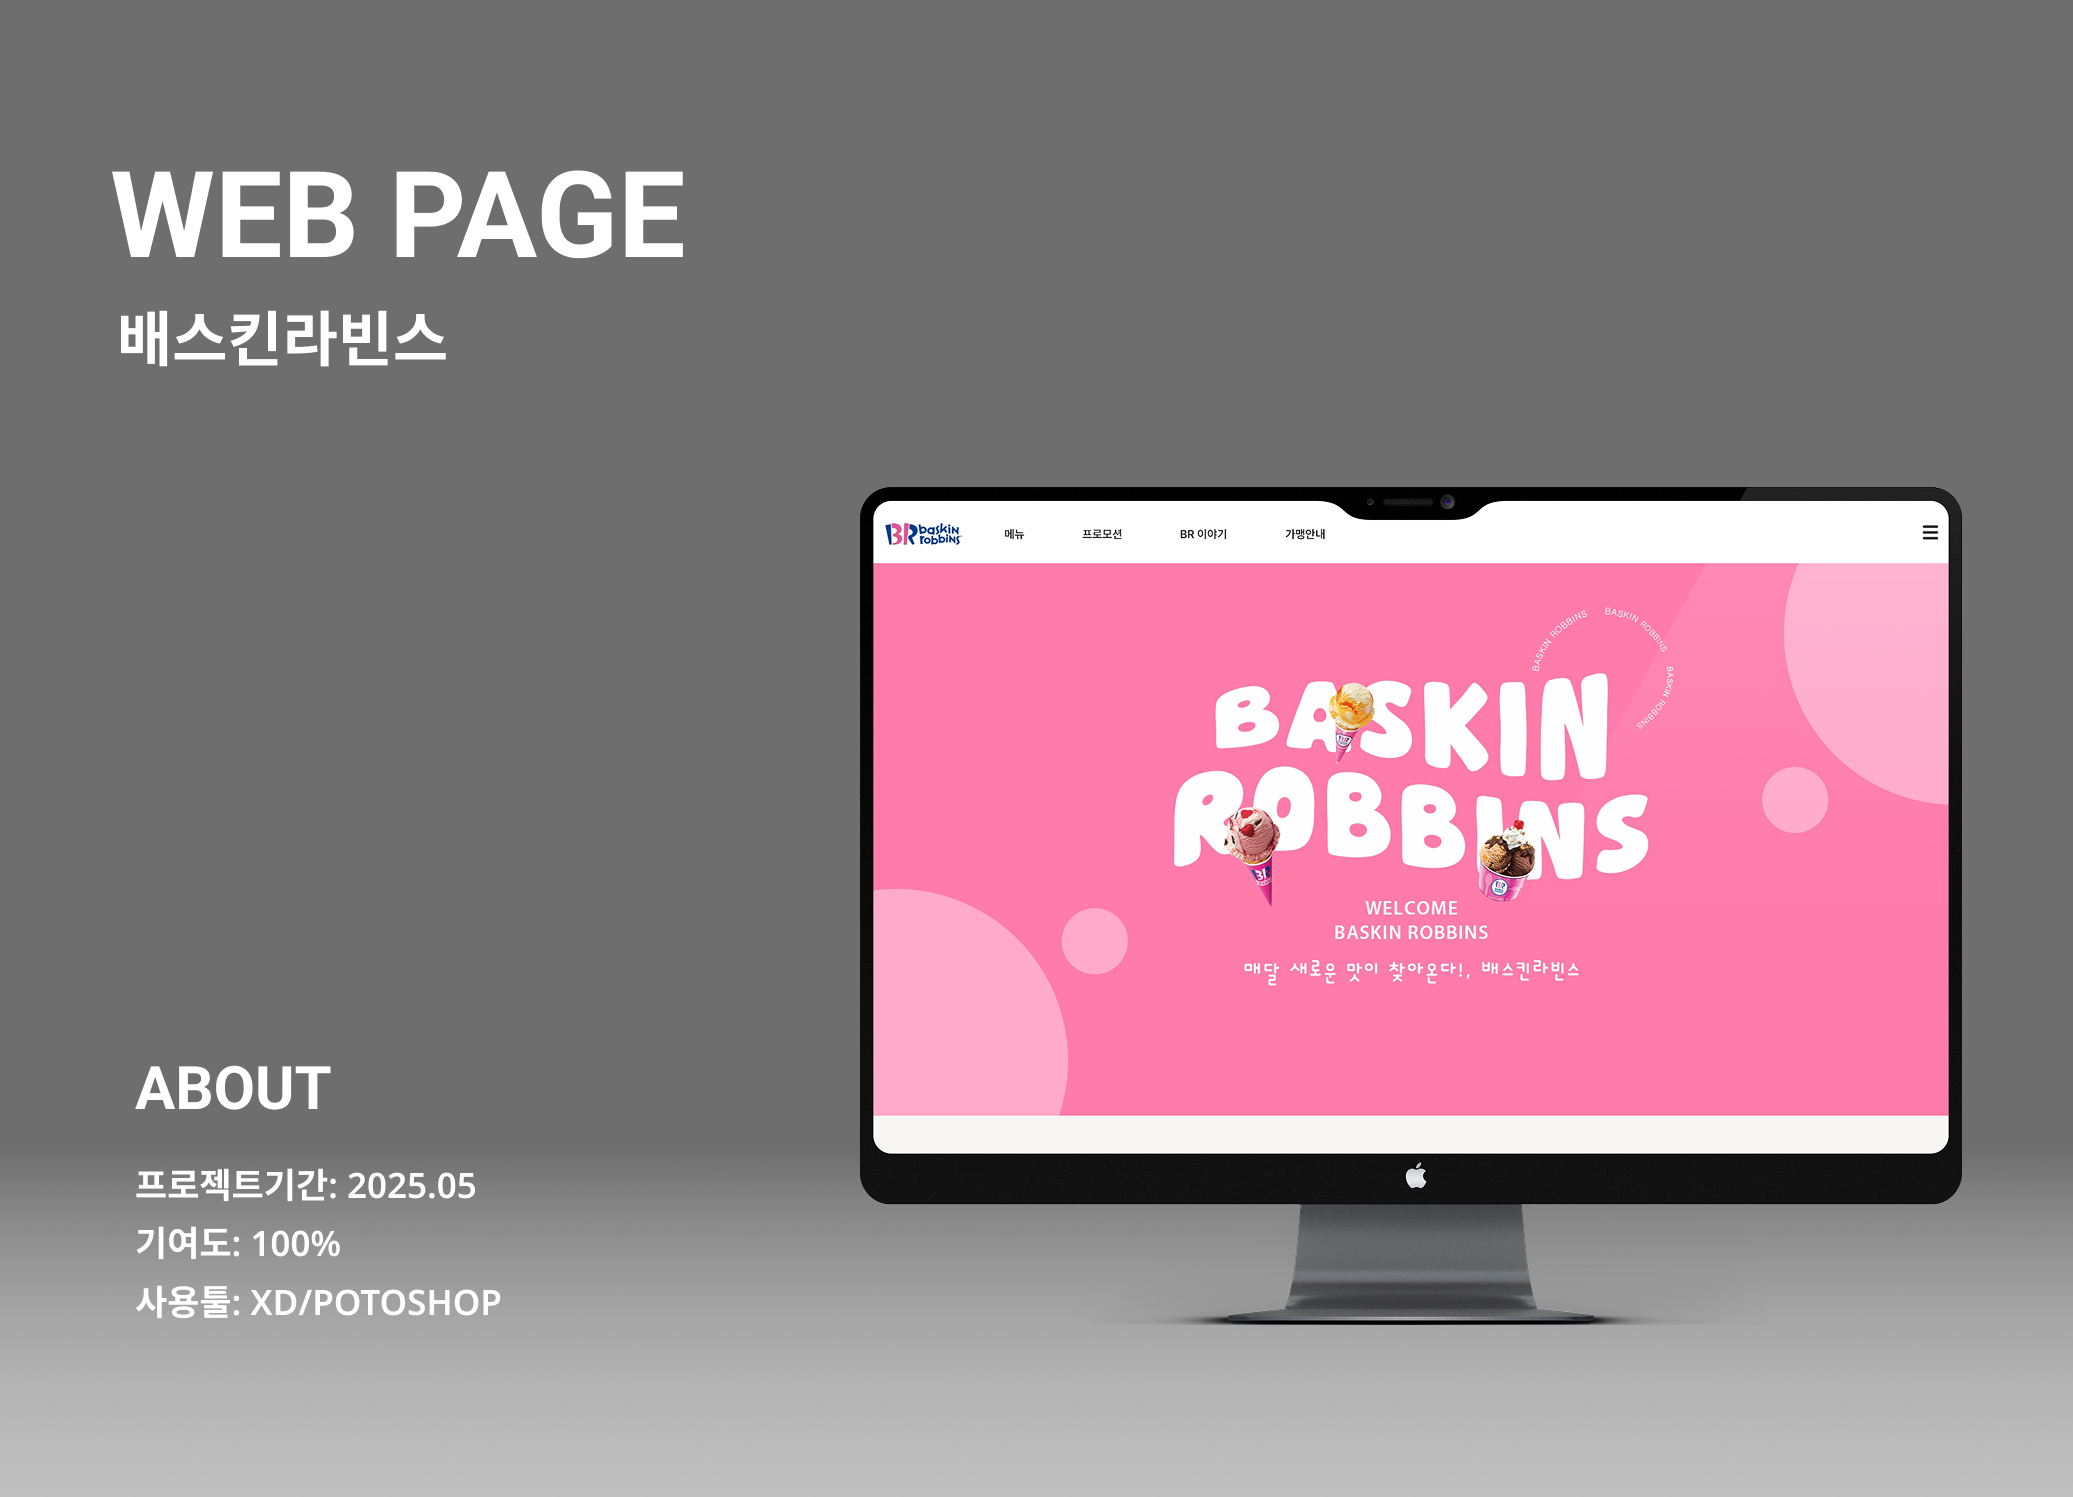 WEB PAGE
배스킨라빈스
BR baskin robbins
메뉴 프로모션 BR 이야기 가맹안내
BASKIN ROBBINS BASKIN ROBBINS BASKIN ROBBINS
BASKIN
ROBBINS
BR
BR
WELCOME
BASKIN ROBBINS
매달 새로운 맛이 찾아온다!, 배스킨라빈스
ABOUT
프로젝트기간: 2025.05
기여도: 100%
사용툴: XD/POTOSHOP